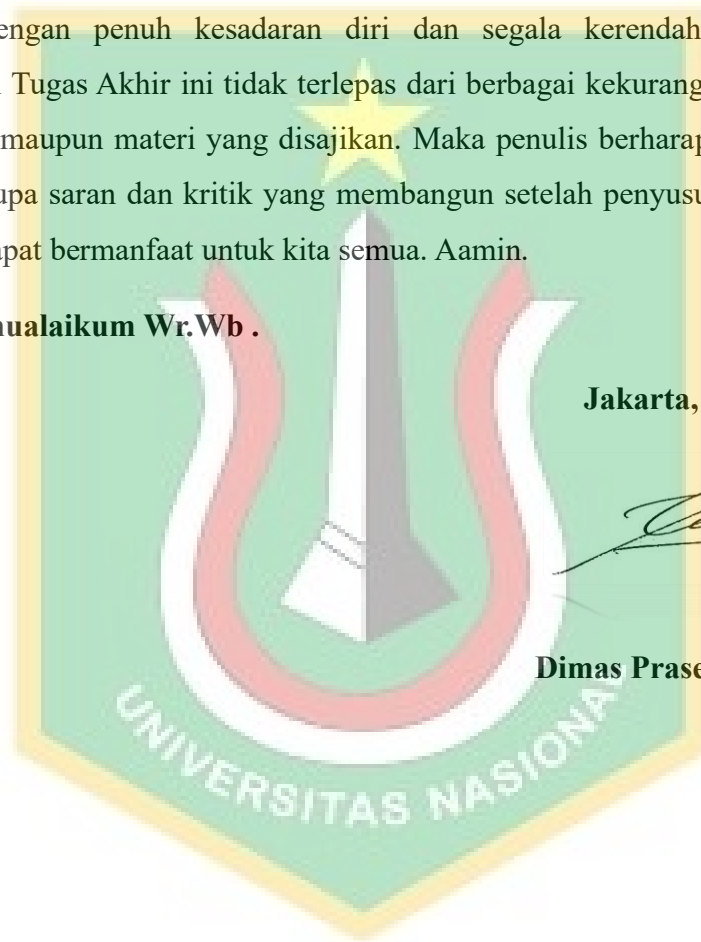 engan penuh kesadaran diri dan segala kerendah
Tugas Akhir ini tidak terlepas dari berbagai kekurang
maupun materi yang disajikan. Maka penulis berharap
upa saran dan kritik yang membangun setelah penyusu
apat bermanfaat untuk kita semua. Aamin.
ualaikum Wr.Wb .
Jakarta,
Dimas Prase
UNIVERSITAS NASIONAL